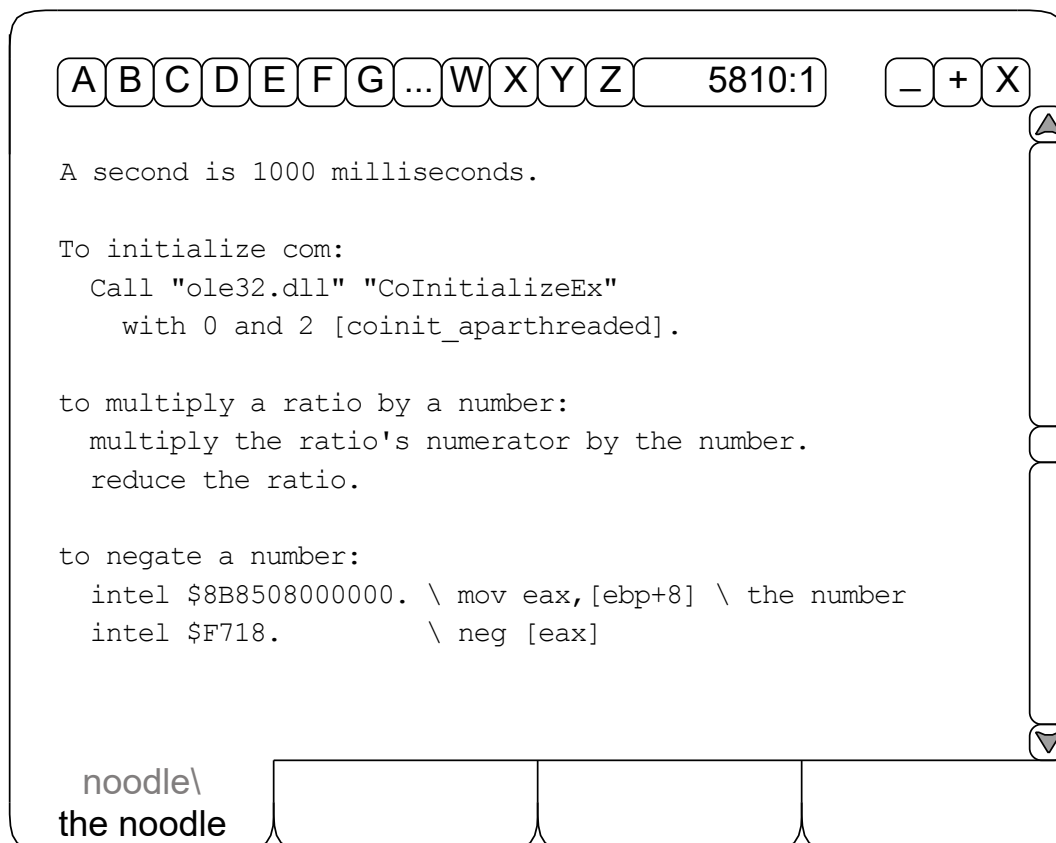 A B C D E F G ... W X Y Z 5810:1 _ + X
A second is 1000 milliseconds.
To initialize com:
Call "ole32.dll" "CoInitializeEx"
with 0 and 2 [coinit_aparthreaded].
to multiply a ratio by a number:
multiply the ratio's numerator by the number.
reduce the ratio.
to negate a number:
intel $8B8508000000. \ mov eax,[ebp+8] \ the number
intel $F718. \ neg [eax]
noodle\
the noodle